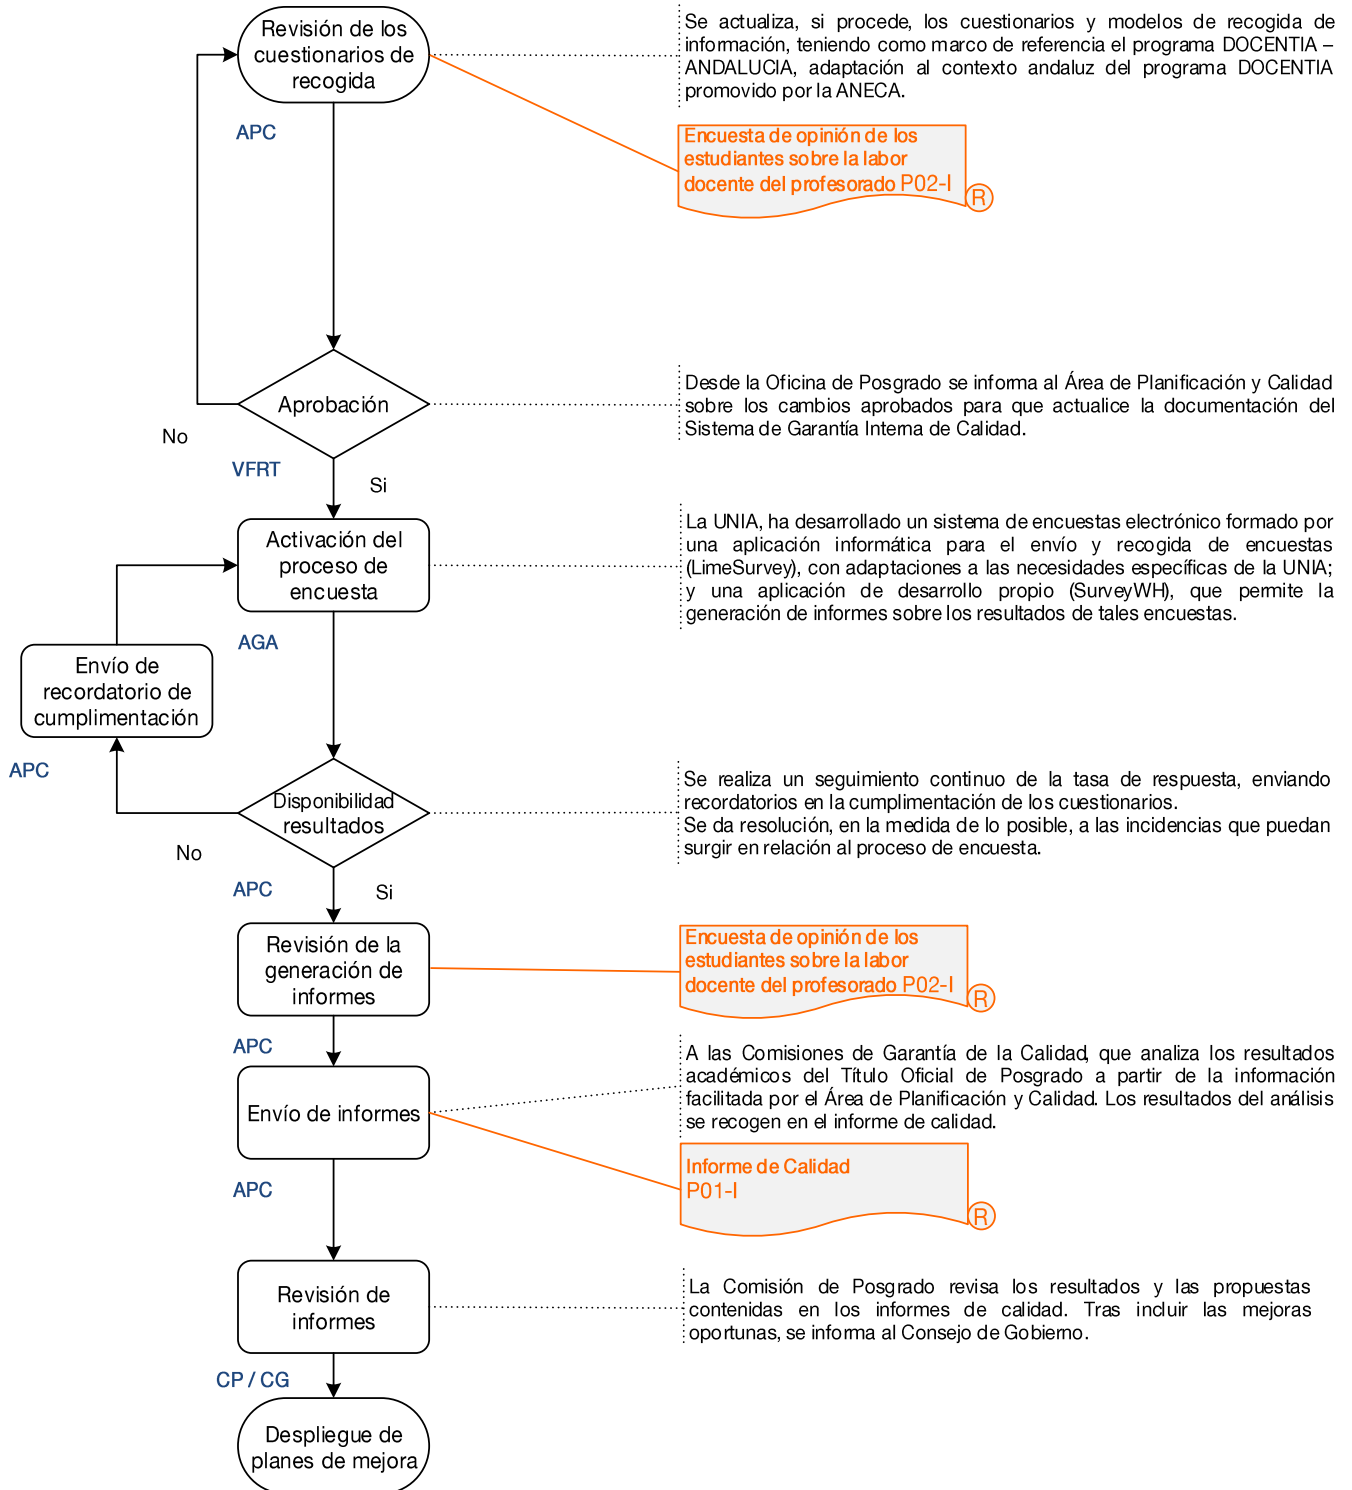 Revisión de los
cuestionarios de
recogida
APC
Se actualiza, si procede, los cuestionarios y modelos de recogida de
información, teniendo como marco de referencia el programa DOCENTIA –
ANDALUCIA, adaptación al contexto andaluz del programa DOCENTIA
promovido por la ANECA.
Encuesta de opinión de los
estudiantes sobre la labor
docente del profesorado P02-I
R
Aprobación
No
VFRT
Si
Desde la Oficina de Posgrado se informa al Área de Planificación y Calidad
sobre los cambios aprobados para que actualice la documentación del
Sistema de Garantía Interna de Calidad.
Activación del
proceso de
encuesta
AGA
La UNIA, ha desarrollado un sistema de encuestas electrónico formado por
una aplicación informática para el envío y recogida de encuestas
(LimeSurvey), con adaptaciones a las necesidades específicas de la UNIA;
y una aplicación de desarrollo propio (SurveyWH), que permite la
generación de informes sobre los resultados de tales encuestas.
Envío de
recordatorio de
cumplimentación
APC
Disponibilidad
resultados
No
APC
Si
Se realiza un seguimiento continuo de la tasa de respuesta, enviando
recordatorios en la cumplimentación de los cuestionarios.
Se da resolución, en la medida de lo posible, a las incidencias que puedan
surgir en relación al proceso de encuesta.
Revisión de la
generación de
informes
APC
Encuesta de opinión de los
estudiantes sobre la labor
docente del profesorado P02-I
R
Envío de informes
APC
A las Comisiones de Garantía de la Calidad, que analiza los resultados
académicos del Título Oficial de Posgrado a partir de la información
facilitada por el Área de Planificación y Calidad. Los resultados del análisis
se recogen en el informe de calidad.
Informe de Calidad
P01-I
R
Revisión de
informes
CP / CG
La Comisión de Posgrado revisa los resultados y las propuestas
contenidas en los informes de calidad. Tras incluir las mejoras
oportunas, se informa al Consejo de Gobierno.
Despliegue de
planes de mejora